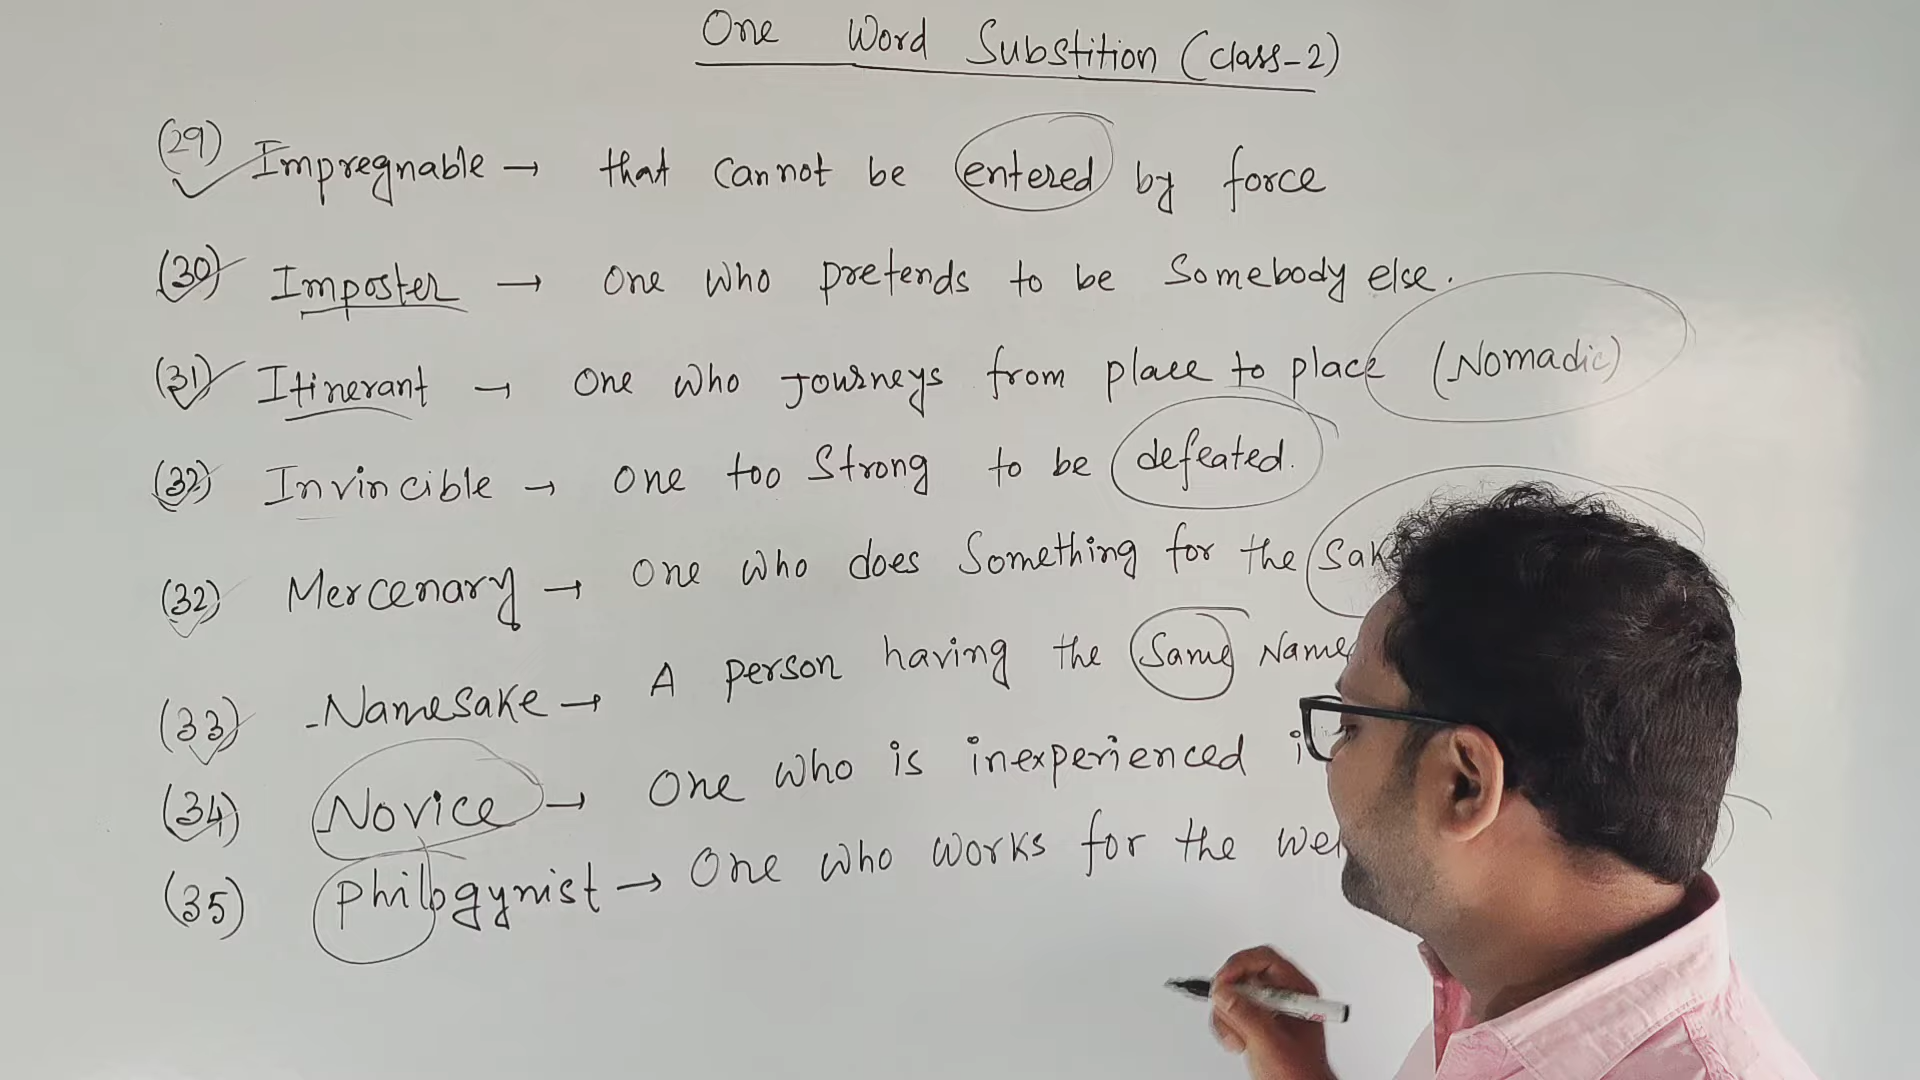 One Word Substition (class-2)
(29) Impregnable → that cannot be entered by force
(30) Imposter → one who pretends to be somebody else.
(31) Itinerant → one who journeys from place to place (Nomadic)
(32) Invincible → one too strong to be defeated.
(32) Mercenary → one who does something for the
(33) Namesake → A person having the same name
(34) Novice → One who is inexperienced
(35) Philogynist → One who works for the